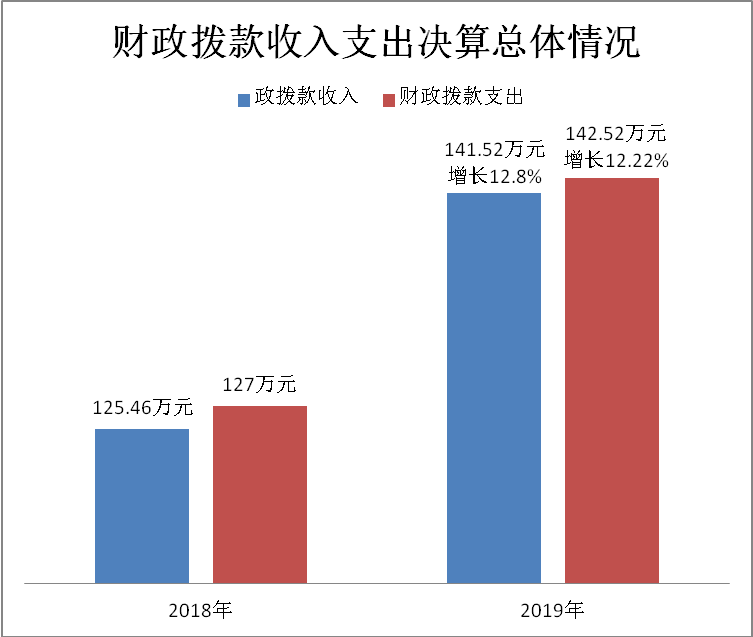 财政拨款收入支出决算总体情况
政拨款收入 财政拨款支出
141.52万元
增长12.8%
142.52万元
增长12.22%
125.46万元
127万元
2018年
2019年